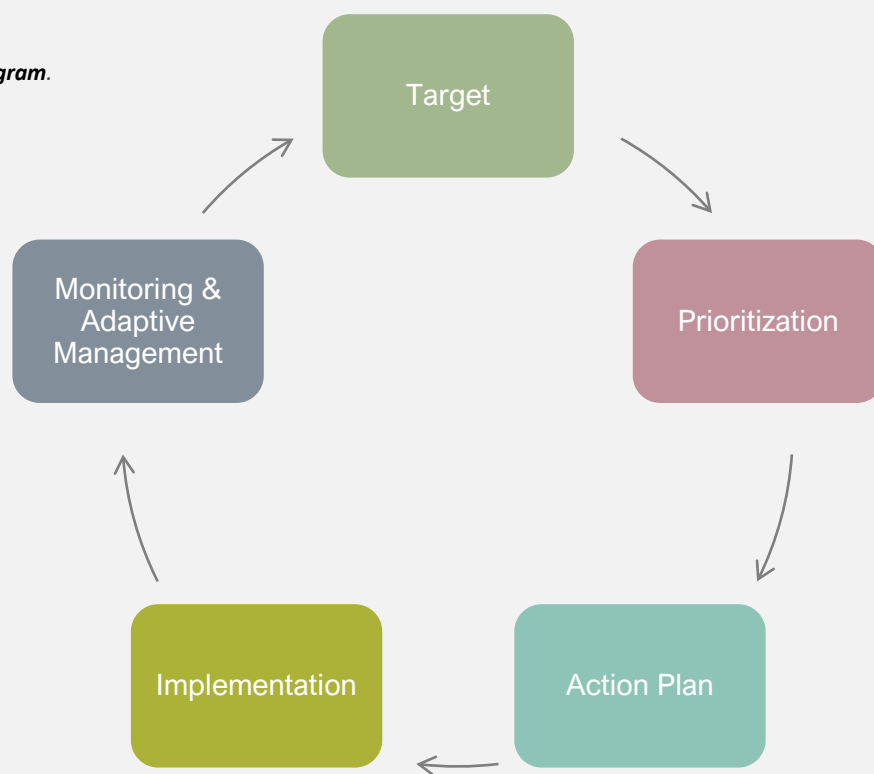 gram.
Target
Prioritization
Monitoring &
Adaptive
Management
Implementation
Action Plan